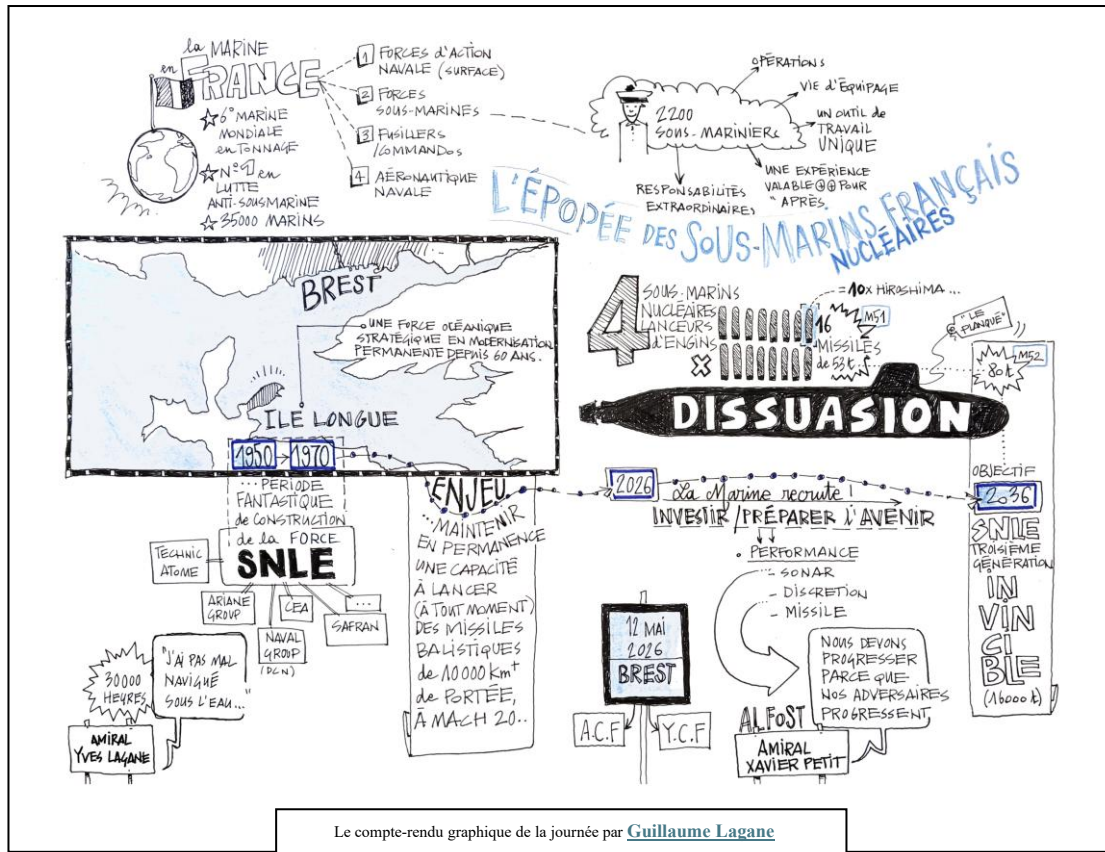 la MARINE
en FRANCE
☆ 6° MARINE
MONDIALE
en TONNAGE
☆ N°1 en
LUTTE
ANTI-SOUSMARINE
☆ 35000 MARINS
1 FORCES d'ACTION
NAVALE (SURFACE)
2 FORCES
SOUS-MARINES
3 FUSILLERS
/COMMANDOS
4 AÉRONAUTIQUE
NAVALE
2200
SOUS-MARINIERS
OPÉRATIONS
VIE d'ÉQUIPAGE
UN OUTIL de
TRAVAIL
UNIQUE
UNE EXPÉRIENCE
VALABLE ⊕⊕ POUR
"APRÈS"
RESPONSABILITÉS
EXTRAORDINAIRES
L'ÉPOPÉE DES SOUS-MARINS FRANÇAIS
NUCLÉAIRES
BREST
UNE FORCE OCÉANIQUE
STRATÉGIQUE EN MODERNISATION
PERMANENTE DEPUIS 60 ANS.
ILE LONGUE
1950 → 1970
... PÉRIODE
FANTASTIQUE
de CONSTRUCTION
de la FORCE
SNLE
TECHNIC
ATOME
ARIANE
GROUP
CEA
NAVAL
GROUP
(DCN)
SAFRAN
...
30000
HEURES
"J'AI PAS MAL
NAVIGUÉ
SOUS L'EAU..."
AMIRAL
YVES LAGANE
ENJEU
...MAINTENIR
EN PERMANENCE
UNE CAPACITÉ
À LANCER
(À TOUT MOMENT)
DES MISSILES
BALISTIQUES
de 10000 km+
de PORTÉE,
À MACH 20..
4 SOUS-MARINS
NUCLÉAIRES
LANCEURS
d'ENGINS
X
= 10x HIROSHIMA...
16
MISSILES
de 53 t
M51
"LE
PLANQUÉ"
M52
80 t
DISSUASION
2026
La Marine recrute!
INVESTIR/PRÉPARER L'AVENIR
• PERFORMANCE
- SONAR
- DISCRETION
- MISSILE
OBJECTIF
2036
SNLE
TROISIÈME
GÉNÉRATION
IN
VIN
CI
BLE
(16000 t)
12 MAI
2026
BREST
A.C.F
Y.C.F
NOUS DEVONS
PROGRESSER
PARCE QUE
NOS ADVERSAIRES
PROGRESSENT
ALFOST
AMIRAL
XAVIER PETIT
Le compte-rendu graphique de la journée par Guillaume Lagane